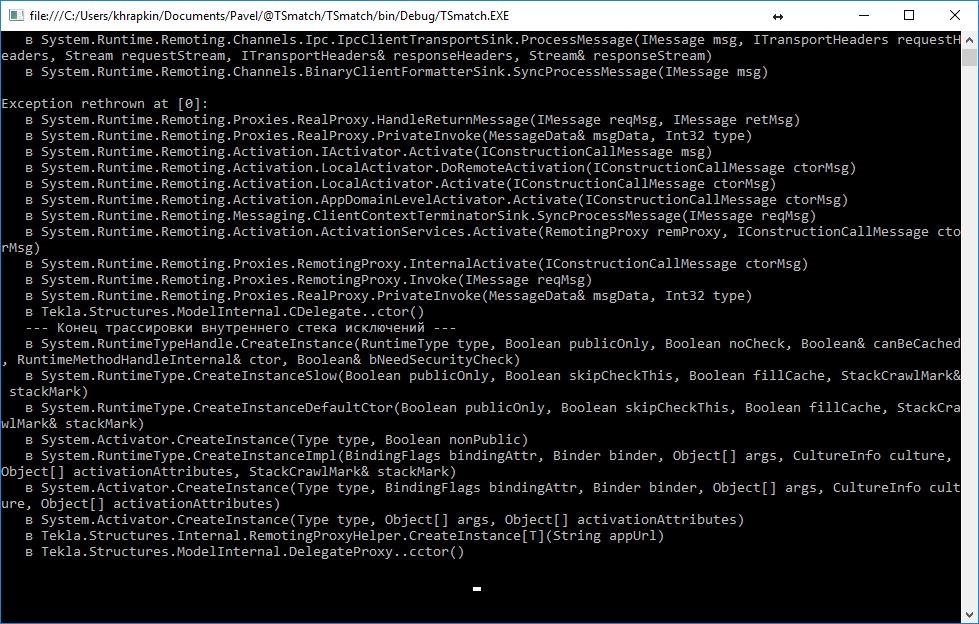 file:///C:/Users/khrapkin/Documents/Pavel/@TSmatch/TSmatch/bin/Debug/TSmatch.EXE
в System.Runtime.Remoting.Channels.Ipc.IpcClientTransportSink.ProcessMessage(IMessage msg, ITransportHeaders requestH
eaders, Stream requestStream, ITransportHeaders& responseHeaders, Stream& responseStream)
в System.Runtime.Remoting.Channels.BinaryClientFormatterSink.SyncProcessMessage(IMessage msg)
Exception rethrown at [0]:
в System.Runtime.Remoting.Proxies.RealProxy.HandleReturnMessage(IMessage reqMsg, IMessage retMsg)
в System.Runtime.Remoting.Proxies.RealProxy.PrivateInvoke(MessageData& msgData, Int32 type)
в System.Runtime.Remoting.Activation.IActivator.Activate(IConstructionCallMessage msg)
в System.Runtime.Remoting.Activation.LocalActivator.DoRemoteActivation(IConstructionCallMessage ctorMsg)
в System.Runtime.Remoting.Activation.LocalActivator.Activate(IConstructionCallMessage ctorMsg)
в System.Runtime.Remoting.Activation.AppDomainLevelActivator.Activate(IConstructionCallMessage ctorMsg)
в System.Runtime.Remoting.Messaging.ClientContextTerminatorSink.SyncProcessMessage(IMessage reqMsg)
в System.Runtime.Remoting.Activation.ActivationServices.Activate(RemotingProxy remProxy, IConstructionCallMessage cto
rMsg)
в System.Runtime.Remoting.Proxies.RemotingProxy.InternalActivate(IConstructionCallMessage ctorMsg)
в System.Runtime.Remoting.Proxies.RemotingProxy.Invoke(IMessage reqMsg)
в System.Runtime.Remoting.Proxies.RealProxy.PrivateInvoke(MessageData& msgData, Int32 type)
в Tekla.Structures.ModelInternal.CDelegate..ctor()
--- Конец трассировки внутреннего стека исключений ---
в System.RuntimeTypeHandle.CreateInstance(RuntimeType type, Boolean publicOnly, Boolean noCheck, Boolean& canBeCached
, RuntimeMethodHandleInternal& ctor, Boolean& bNeedSecurityCheck)
в System.RuntimeType.CreateInstanceSlow(Boolean publicOnly, Boolean skipCheckThis, Boolean fillCache, StackCrawlMark&
stackMark)
в System.RuntimeType.CreateInstanceDefaultCtor(Boolean publicOnly, Boolean skipCheckThis, Boolean fillCache, StackCra
wlMark& stackMark)
в System.Activator.CreateInstance(Type type, Boolean nonPublic)
в System.RuntimeType.CreateInstanceImpl(BindingFlags bindingAttr, Binder binder, Object[] args, CultureInfo culture,
Object[] activationAttributes, StackCrawlMark& stackMark)
в System.Activator.CreateInstance(Type type, BindingFlags bindingAttr, Binder binder, Object[] args, CultureInfo cult
ure, Object[] activationAttributes)
в System.Activator.CreateInstance(Type type, Object[] args, Object[] activationAttributes)
в Tekla.Structures.Internal.RemotingProxyHelper.CreateInstance[T](String appUrl)
в Tekla.Structures.ModelInternal.DelegateProxy..cctor()